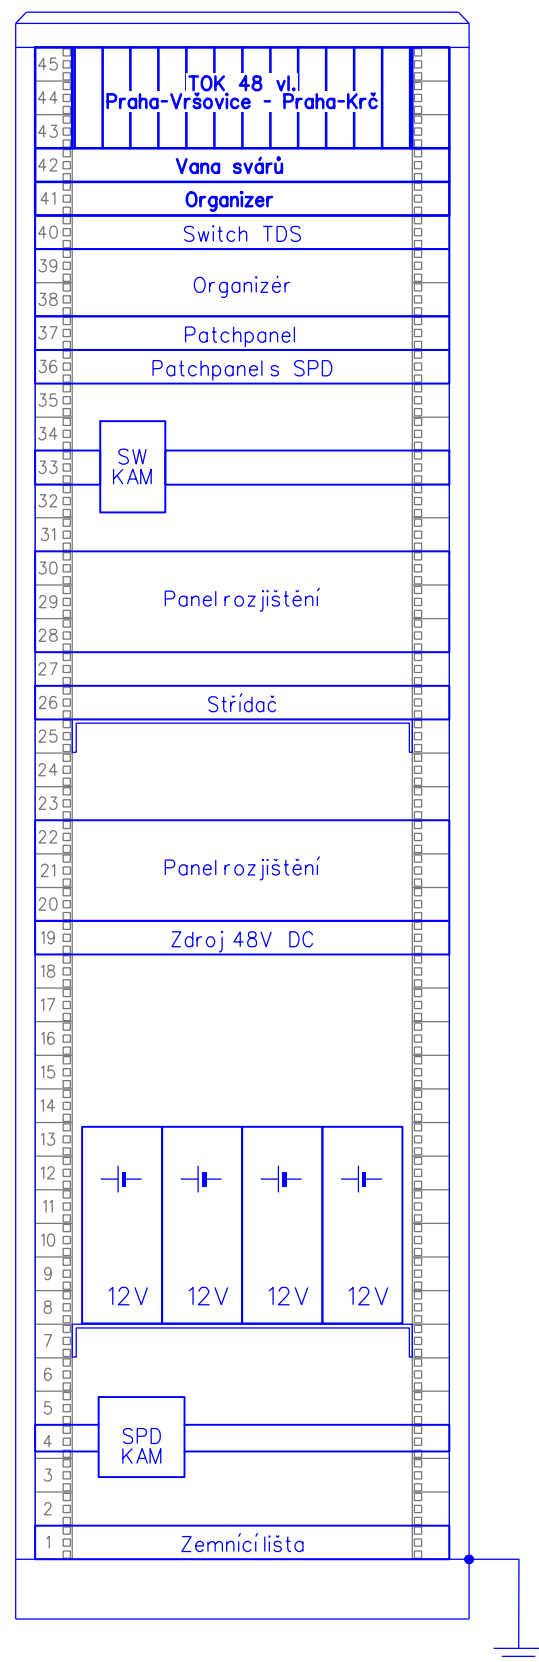 45
TOK 48 vl.
44
Praha-Vršovice - Praha-Krč
43
42 Vana svárů
41 Organizer
40 Switch TDS
39
Organizér
38
37 Patchpanel
36 Patchpanel s SPD
35
34
SW
33
KAM
32
31
30
29 Panel rozjištění
28
27
26 Střídač
25
24
23
22
21 Panel rozjištění
20
19 Zdroj 48V DC
18
17
16
15
14
13
12
11
10
9
12V 12V 12V 12V
8
7
6
5
SPD
4
KAM
3
2
1 Zemnící lišta